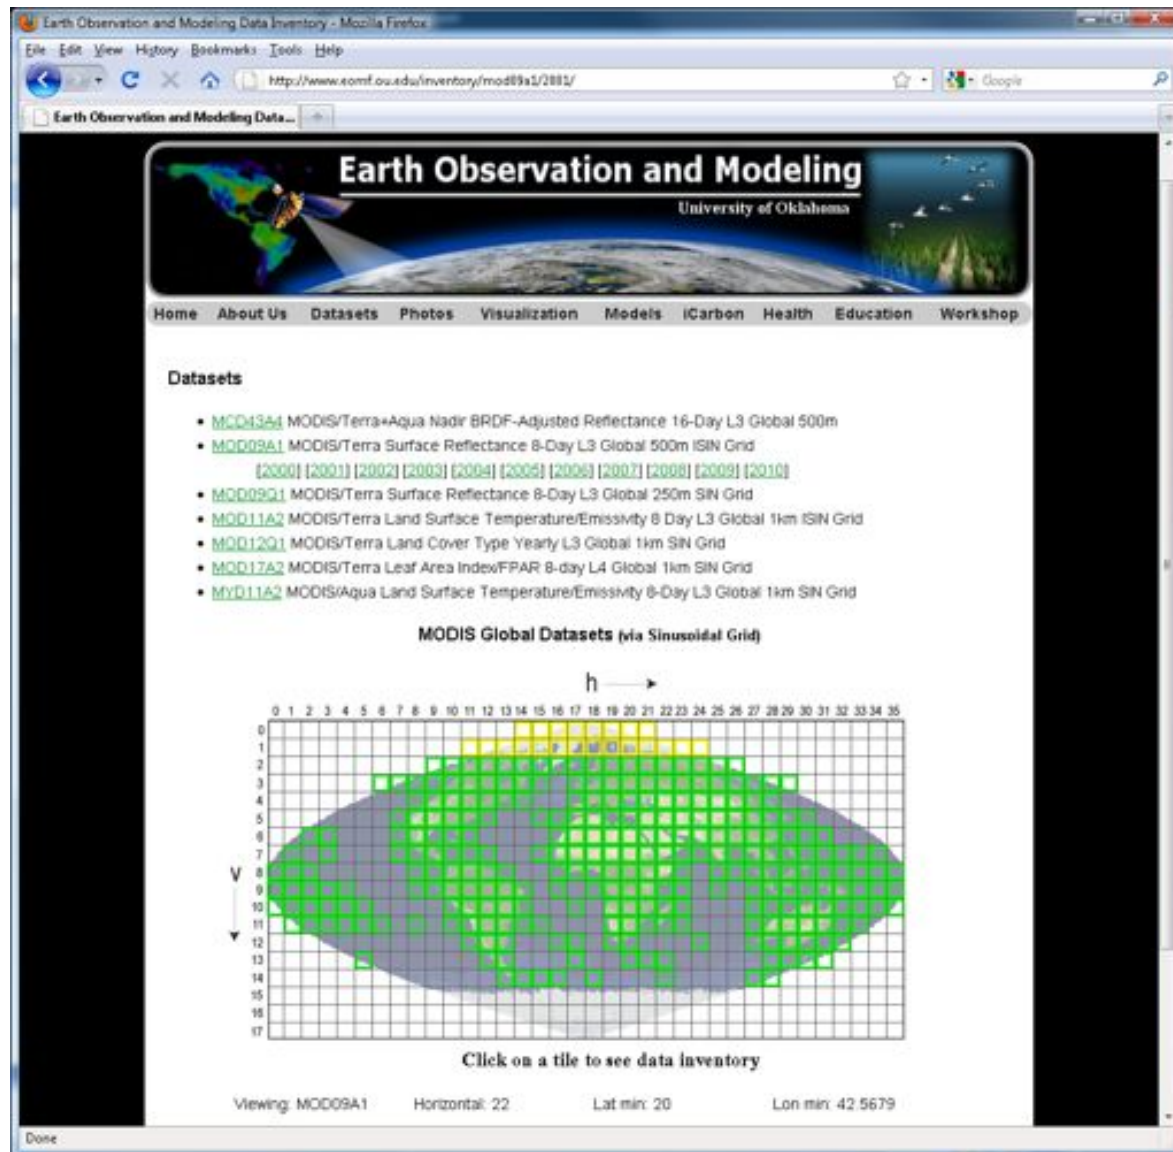 Earth Observation and Modeling Data Inventory - Mozilla Firefox
File Edit View History Bookmarks Tools Help
http://www.eomf.ou.edu/inventory/mod09a1/2001/
Google
Earth Observation and Modeling Data...
Earth Observation and Modeling
University of Oklahoma
Home About Us Datasets Photos Visualization Models iCarbon Health Education Workshop
Datasets
• MCD43A4 MODIS/Terra+Aqua Nadir BRDF-Adjusted Reflectance 16-Day L3 Global 500m
• MOD09A1 MODIS/Terra Surface Reflectance 8-Day L3 Global 500m ISIN Grid
[2000] [2001] [2002] [2003] [2004] [2005] [2006] [2007] [2008] [2009] [2010]
• MOD09Q1 MODIS/Terra Surface Reflectance 8-Day L3 Global 250m SIN Grid
• MOD11A2 MODIS/Terra Land Surface Temperature/Emissivity 8 Day L3 Global 1km ISIN Grid
• MOD12Q1 MODIS/Terra Land Cover Type Yearly L3 Global 1km SIN Grid
• MOD17A2 MODIS/Terra Leaf Area Index/FPAR 8-day L4 Global 1km SIN Grid
• MYD11A2 MODIS/Aqua Land Surface Temperature/Emissivity 8-Day L3 Global 1km SIN Grid
MODIS Global Datasets (via Sinusoidal Grid)
h
0 1 2 3 4 5 6 7 8 9 10 11 12 13 14 15 16 17 18 19 20 21 22 23 24 25 26 27 28 29 30 31 32 33 34 35
0
1
2
3
4
5
6
7
V 8
9
10
11
12
13
14
15
16
17
Click on a tile to see data inventory
Viewing: MOD09A1 Horizontal: 22 Lat min: 20 Lon min: 42.5679
Done